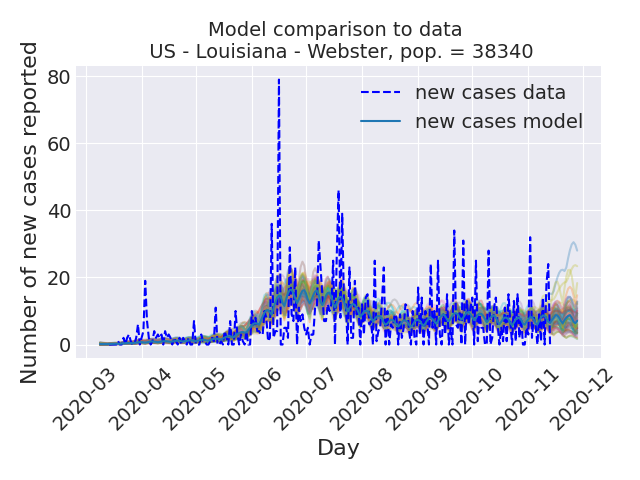 Model comparison to data
US - Louisiana - Webster, pop. = 38340
new cases data
new cases model
Number of new cases reported
80
60
40
20
0
2020-03
2020-04
2020-05
2020-06
2020-07
2020-08
2020-09
2020-10
2020-11
2020-12
Day